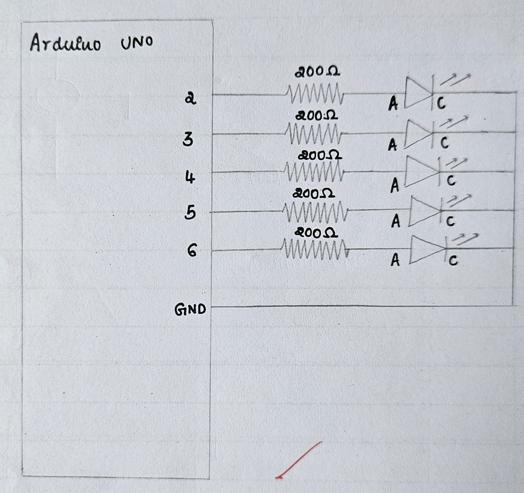 Arduino UNO
200Ω
2 A C
200Ω
3 A C
200Ω
4 A C
200Ω
5 A C
200Ω
6 A C
GND